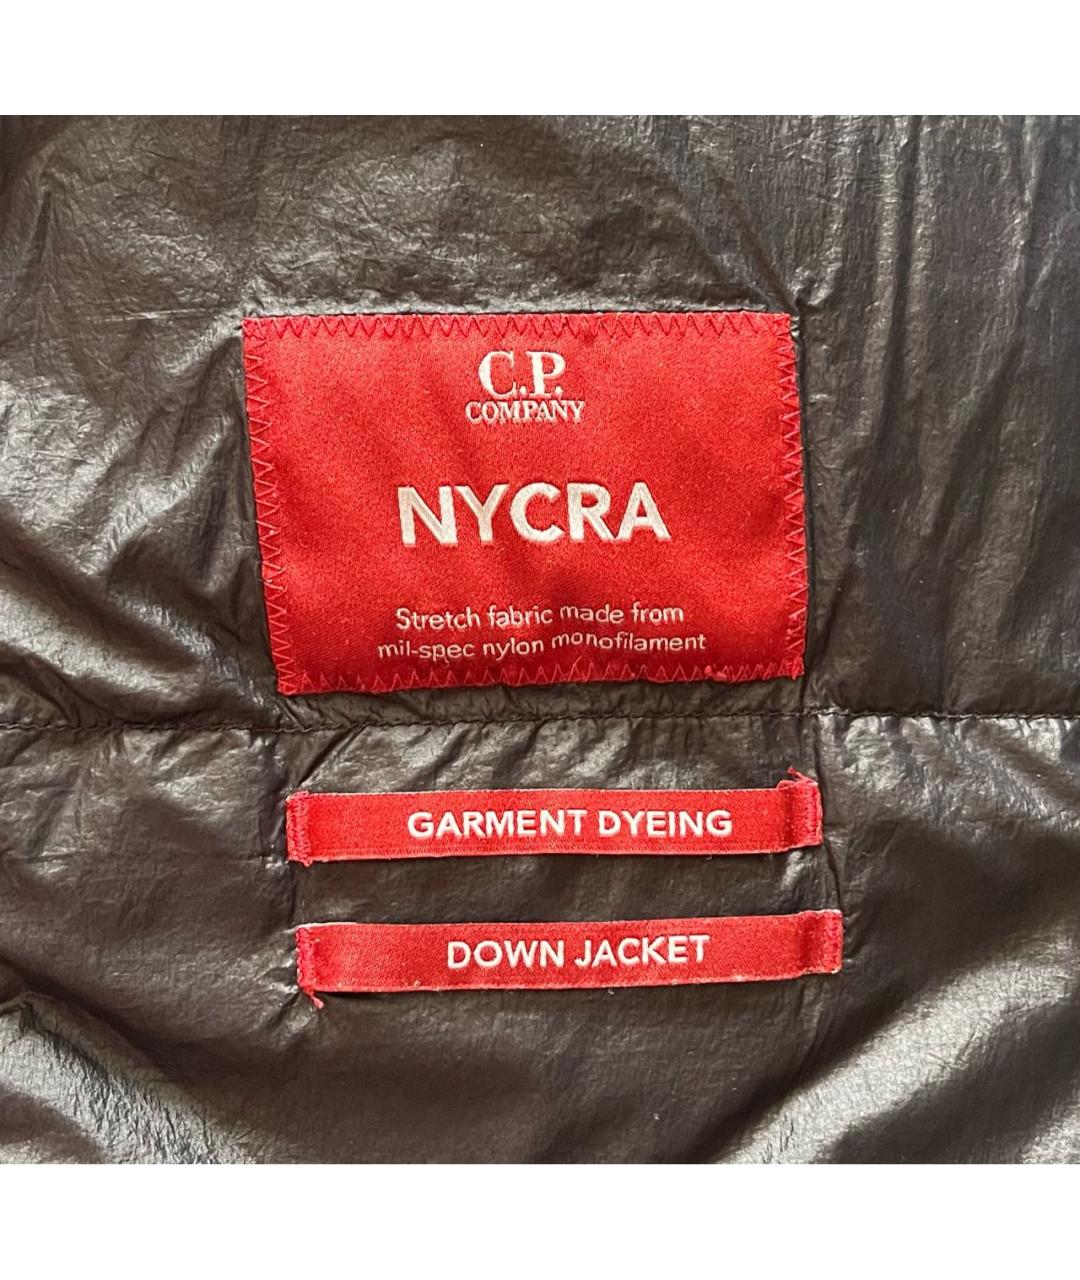 C.P.
COMPANY
NYCRA
Stretch fabric made from
mil-spec nylon monofilament
GARMENT DYEING
DOWN JACKET